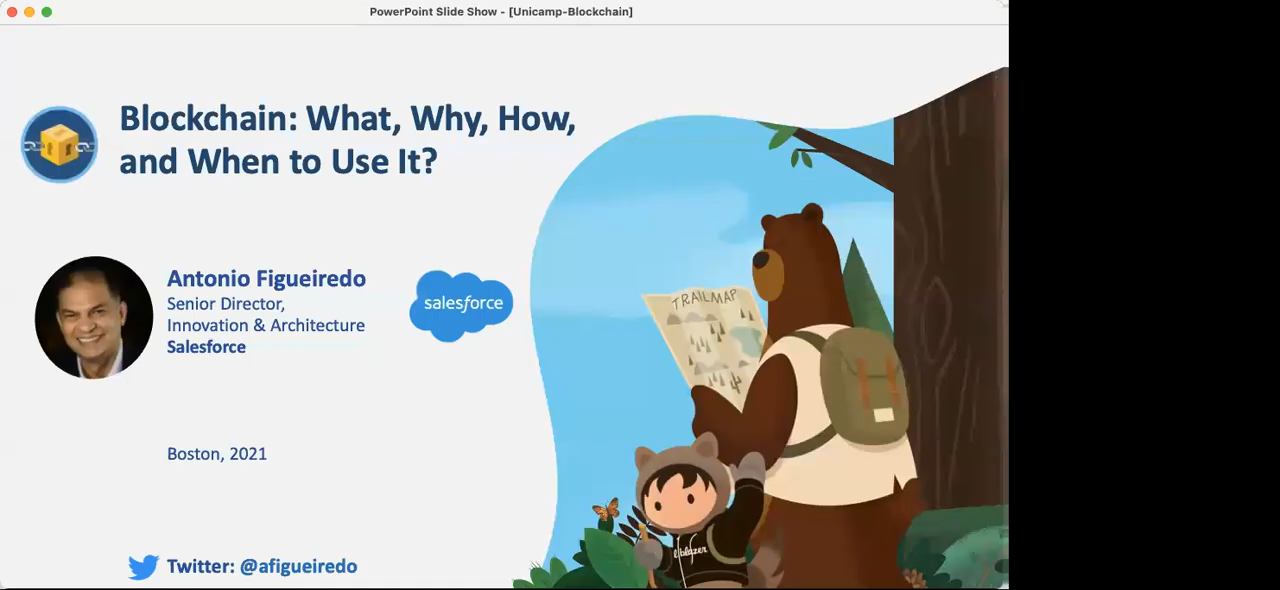 PowerPoint Slide Show - [Unicamp-Blockchain]
Blockchain: What, Why, How,
and When to Use It?
Antonio Figueiredo
Senior Director,
Innovation & Architecture
Salesforce
salesforce
TRAILMAP
Boston, 2021
Twitter: @afigueiredo